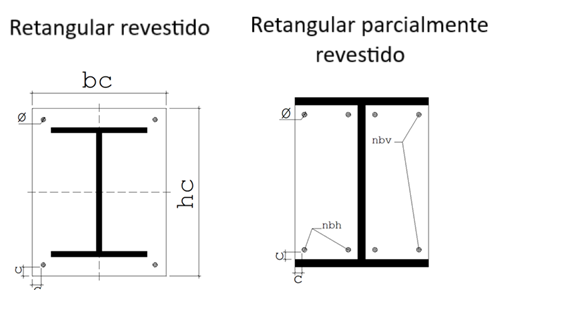 Retangular revestido
Retangular parcialmente
revestido
bc
Ø
hc
c
c
Ø
nbv
nbh
c
c